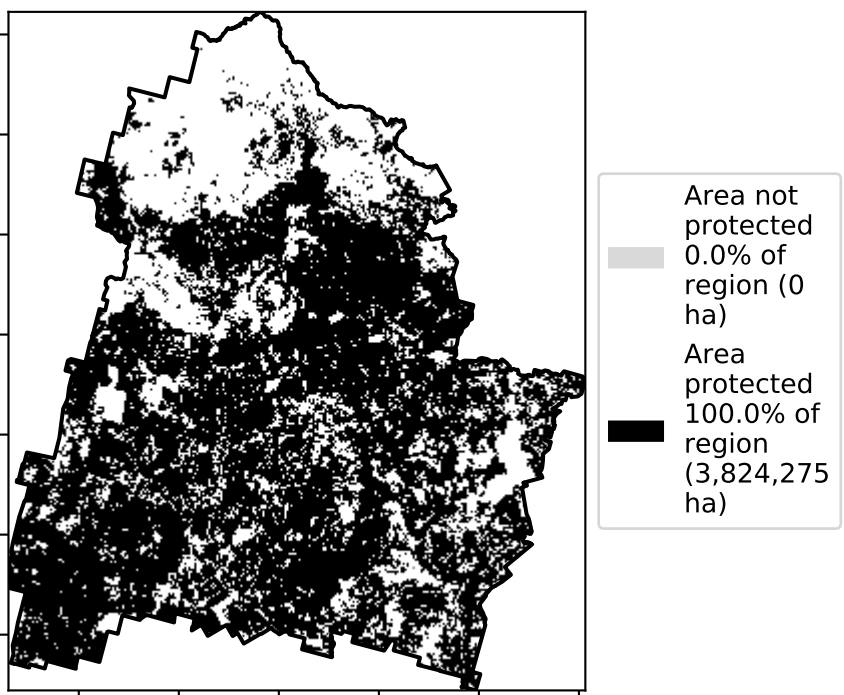 Area not
protected
0.0% of
region (0
ha)
Area
protected
100.0% of
region
(3,824,275
ha)